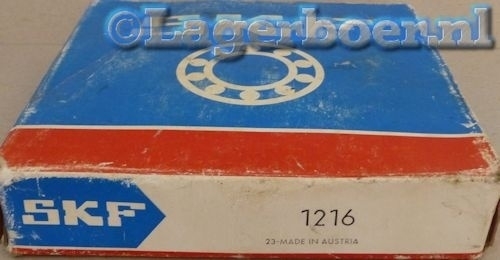 ©Lagerboer.nl
SKF
1216
23-MADE IN AUSTRIA